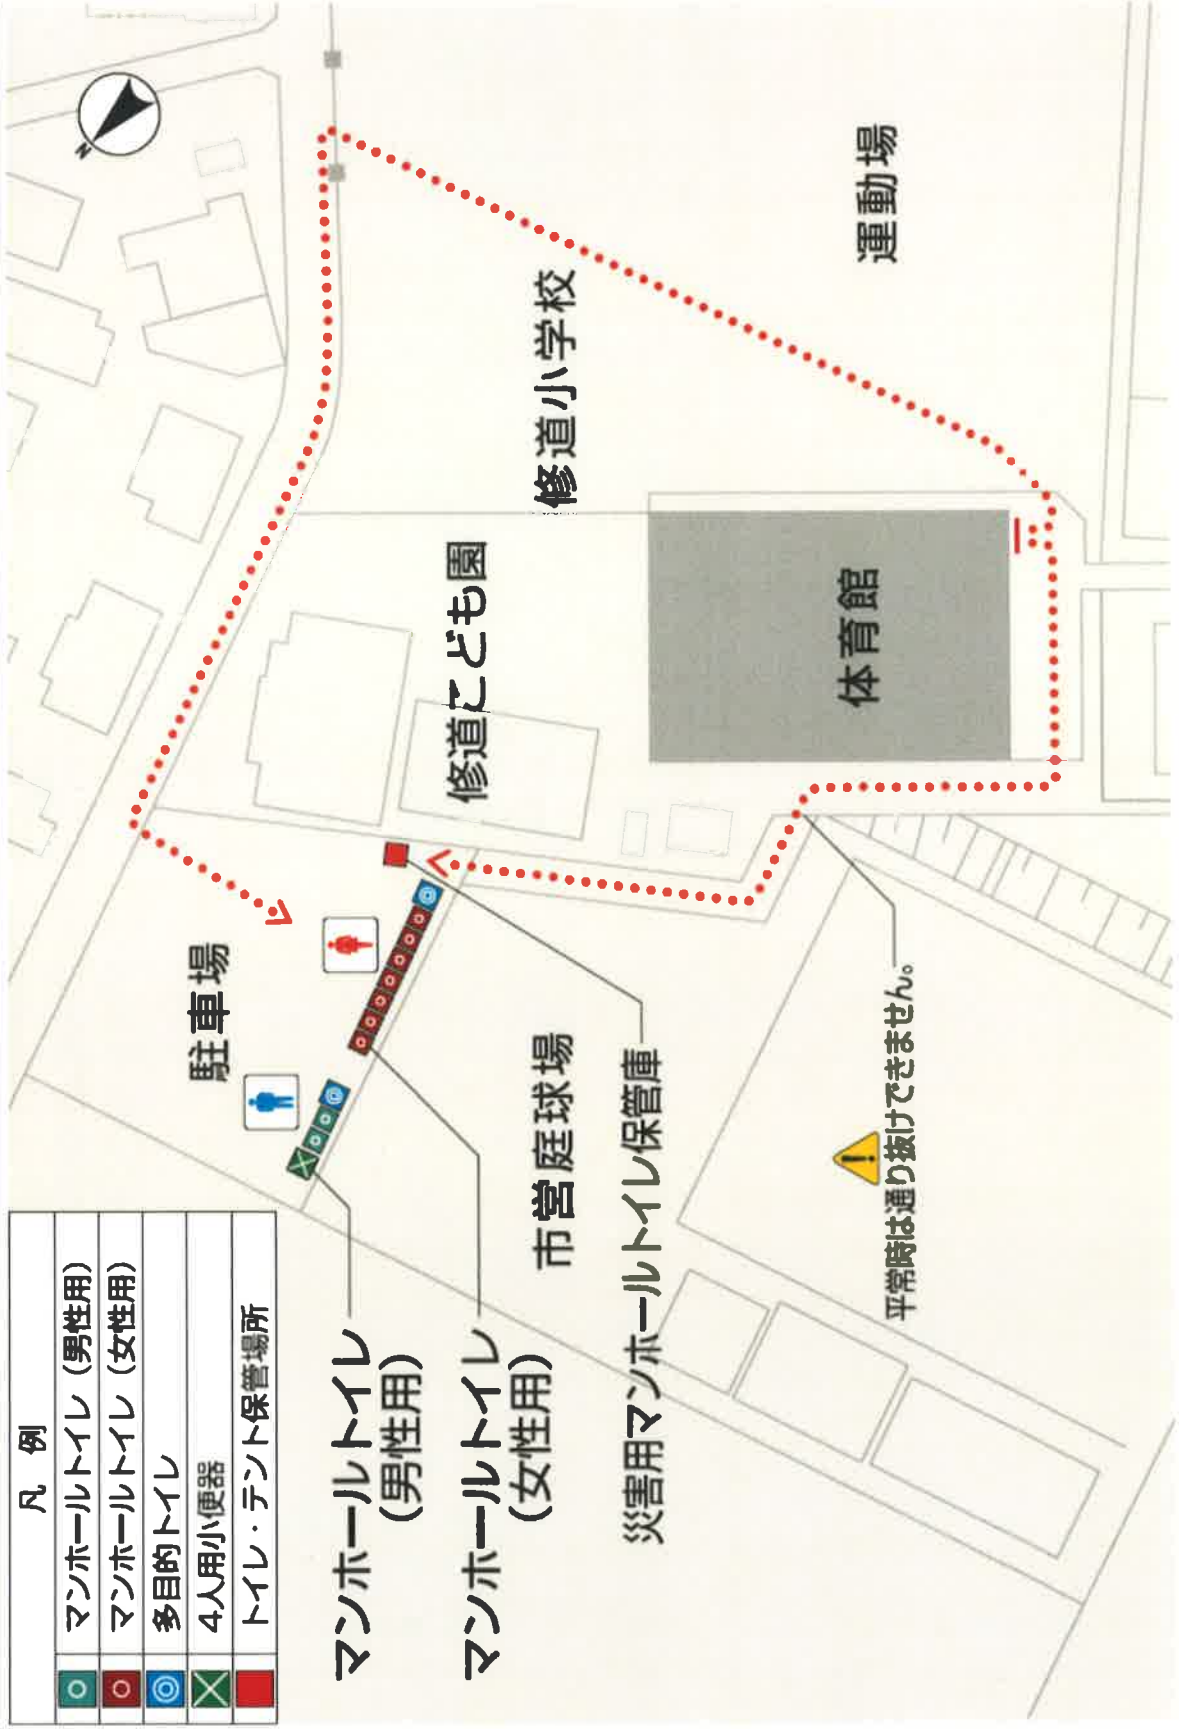 凡例
マンホールトイレ（男性用）
マンホールトイレ（女性用）
多目的トイレ
4人用小便器
トイレ・テント保管場所
N
駐車場
マンホールトイレ
（男性用）
マンホールトイレ
（女性用）
修道こども園
修道小学校
市営庭球場
災害用マンホールトイレ保管庫
体育館
運動場
平常時は通り抜けできません。